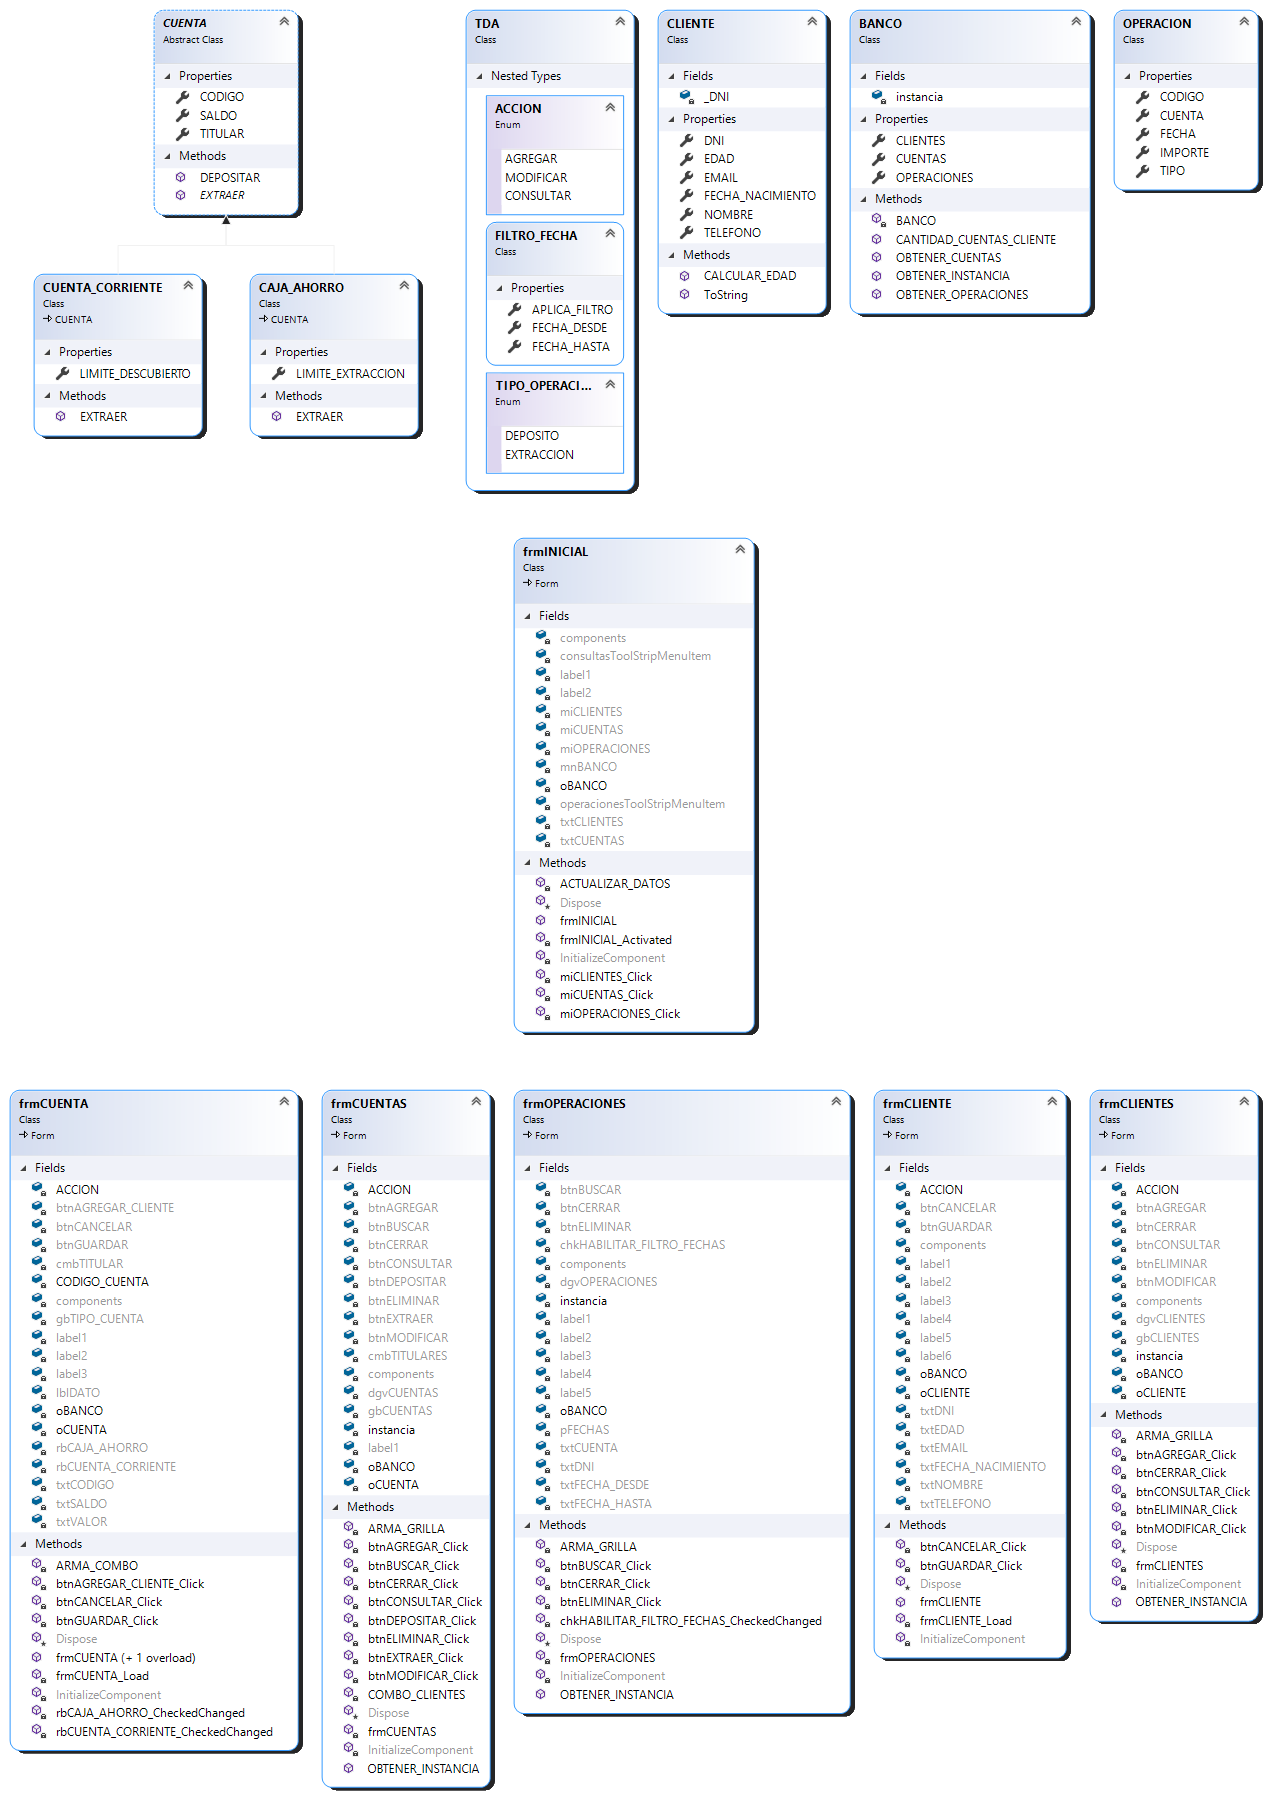 CUENTA
Abstract Class
Properties
CODIGO
SALDO
TITULAR
Methods
DEPOSITAR
EXTRAER
CUENTA_CORRIENTE
Class
CUENTA
Properties
LIMITE_DESCUBIERTO
Methods
EXTRAER
CAJA_AHORRO
Class
CUENTA
Properties
LIMITE_EXTRACCION
Methods
EXTRAER
TDA
Class
Nested Types
ACCION
Enum
AGREGAR
MODIFICAR
CONSULTAR
FILTRO_FECHA
Class
Properties
APLICA_FILTRO
FECHA_DESDE
FECHA_HASTA
TIPO_OPERACI...
Enum
DEPOSITO
EXTRACCION
CLIENTE
Class
Fields
_DNI
Properties
DNI
EDAD
EMAIL
FECHA_NACIMIENTO
NOMBRE
TELEFONO
Methods
CALCULAR_EDAD
ToString
BANCO
Class
Fields
instancia
Properties
CLIENTES
CUENTAS
OPERACIONES
Methods
BANCO
CANTIDAD_CUENTAS_CLIENTE
OBTENER_CUENTAS
OBTENER_INSTANCIA
OBTENER_OPERACIONES
OPERACION
Class
Properties
CODIGO
CUENTA
FECHA
IMPORTE
TIPO
frmINICIAL
Class
Form
Fields
components
consultasToolStripMenuItem
label1
label2
miCLIENTES
miCUENTAS
miOPERACIONES
mnBANCO
oBANCO
operacionesToolStripMenuItem
txtCLIENTES
txtCUENTAS
Methods
ACTUALIZAR_DATOS
Dispose
frmINICIAL
frmINICIAL_Activated
InitializeComponent
miCLIENTES_Click
miCUENTAS_Click
miOPERACIONES_Click
frmCUENTA
Class
Form
Fields
ACCION
btnAGREGAR_CLIENTE
btnCANCELAR
btnGUARDAR
cmbTITULAR
CODIGO_CUENTA
components
gbTIPO_CUENTA
label1
label2
label3
lblDATO
oBANCO
oCUENTA
rbCAJA_AHORRO
rbCUENTA_CORRIENTE
txtCODIGO
txtSALDO
txtVALOR
Methods
ARMA_COMBO
btnAGREGAR_CLIENTE_Click
btnCANCELAR_Click
btnGUARDAR_Click
Dispose
frmCUENTA (+ 1 overload)
frmCUENTA_Load
InitializeComponent
rbCAJA_AHORRO_CheckedChanged
rbCUENTA_CORRIENTE_CheckedChanged
frmCUENTAS
Class
Form
Fields
ACCION
btnAGREGAR
btnBUSCAR
btnCERRAR
btnCONSULTAR
btnDEPOSITAR
btnELIMINAR
btnEXTRAER
btnMODIFICAR
cmbTITULARES
components
dgvCUENTAS
gbCUENTAS
instancia
label1
oBANCO
oCUENTA
Methods
ARMA_GRILLA
btnAGREGAR_Click
btnBUSCAR_Click
btnCERRAR_Click
btnCONSULTAR_Click
btnDEPOSITAR_Click
btnELIMINAR_Click
btnEXTRAER_Click
btnMODIFICAR_Click
COMBO_CLIENTES
Dispose
frmCUENTAS
InitializeComponent
OBTENER_INSTANCIA
frmOPERACIONES
Class
Form
Fields
btnBUSCAR
btnCERRAR
btnELIMINAR
chkHABILITAR_FILTRO_FECHAS
components
dgvOPERACIONES
instancia
label1
label2
label3
label4
label5
oBANCO
pFECHAS
txtCUENTA
txtDNI
txtFECHA_DESDE
txtFECHA_HASTA
Methods
ARMA_GRILLA
btnBUSCAR_Click
btnCERRAR_Click
btnELIMINAR_Click
chkHABILITAR_FILTRO_FECHAS_CheckedChanged
Dispose
frmOPERACIONES
InitializeComponent
OBTENER_INSTANCIA
frmCLIENTE
Class
Form
Fields
ACCION
btnCANCELAR
btnGUARDAR
components
label1
label2
label3
label4
label5
label6
oBANCO
oCLIENTE
txtDNI
txtEDAD
txtEMAIL
txtFECHA_NACIMIENTO
txtNOMBRE
txtTELEFONO
Methods
btnCANCELAR_Click
btnGUARDAR_Click
Dispose
frmCLIENTE
frmCLIENTE_Load
InitializeComponent
frmCLIENTES
Class
Form
Fields
ACCION
btnAGREGAR
btnCERRAR
btnCONSULTAR
btnELIMINAR
btnMODIFICAR
components
dgvCLIENTES
gbCLIENTES
instancia
oBANCO
oCLIENTE
Methods
ARMA_GRILLA
btnAGREGAR_Click
btnCERRAR_Click
btnCONSULTAR_Click
btnELIMINAR_Click
btnMODIFICAR_Click
Dispose
frmCLIENTES
InitializeComponent
OBTENER_INSTANCIA